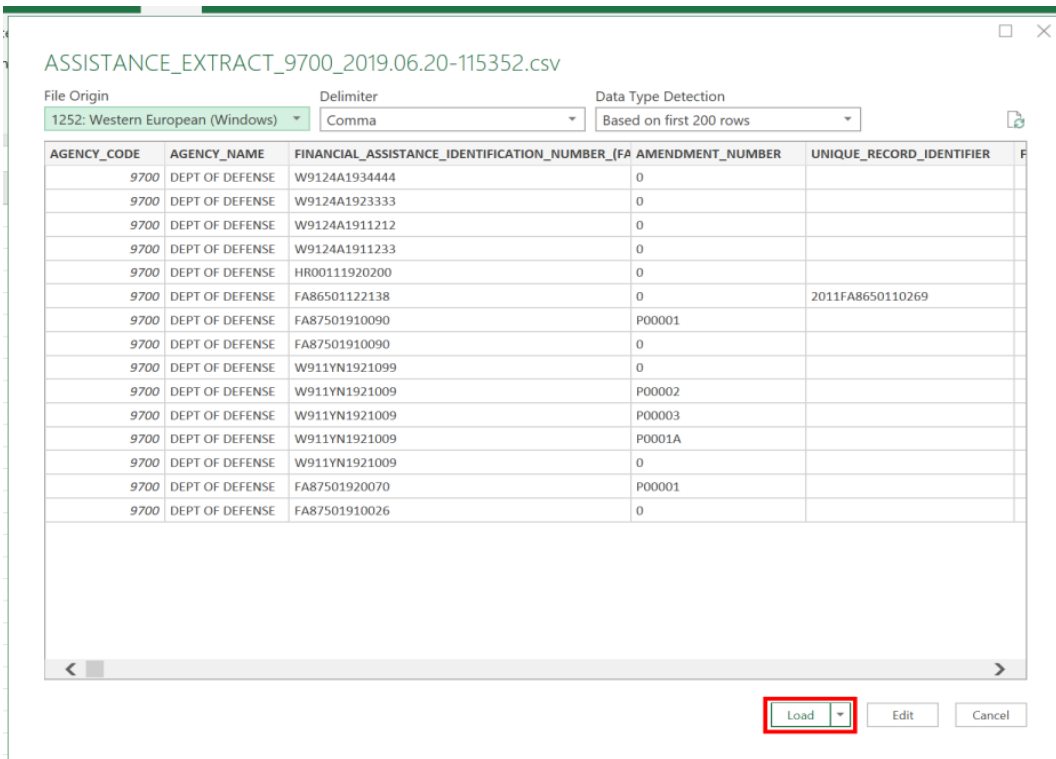 ASSISTANCE_EXTRACT_9700_2019.06.20-115352.csv
File Origin Delimiter Data Type Detection
1252: Western European (Windows) Comma Based on first 200 rows
AGENCY_CODE AGENCY_NAME FINANCIAL_ASSISTANCE_IDENTIFICATION_NUMBER_(FA AMENDMENT_NUMBER UNIQUE_RECORD_IDENTIFIER F
9700 DEPT OF DEFENSE W9124A1934444 0
9700 DEPT OF DEFENSE W9124A1923333 0
9700 DEPT OF DEFENSE W9124A1911212 0
9700 DEPT OF DEFENSE W9124A1911233 0
9700 DEPT OF DEFENSE HR00111920200 0
9700 DEPT OF DEFENSE FA86501122138 0 2011FA8650110269
9700 DEPT OF DEFENSE FA87501910090 P00001
9700 DEPT OF DEFENSE FA87501910090 0
9700 DEPT OF DEFENSE W911YN1921099 0
9700 DEPT OF DEFENSE W911YN1921009 P00002
9700 DEPT OF DEFENSE W911YN1921009 P00003
9700 DEPT OF DEFENSE W911YN1921009 P0001A
9700 DEPT OF DEFENSE W911YN1921009 0
9700 DEPT OF DEFENSE FA87501920070 P00001
9700 DEPT OF DEFENSE FA87501910026 0
Load Edit Cancel